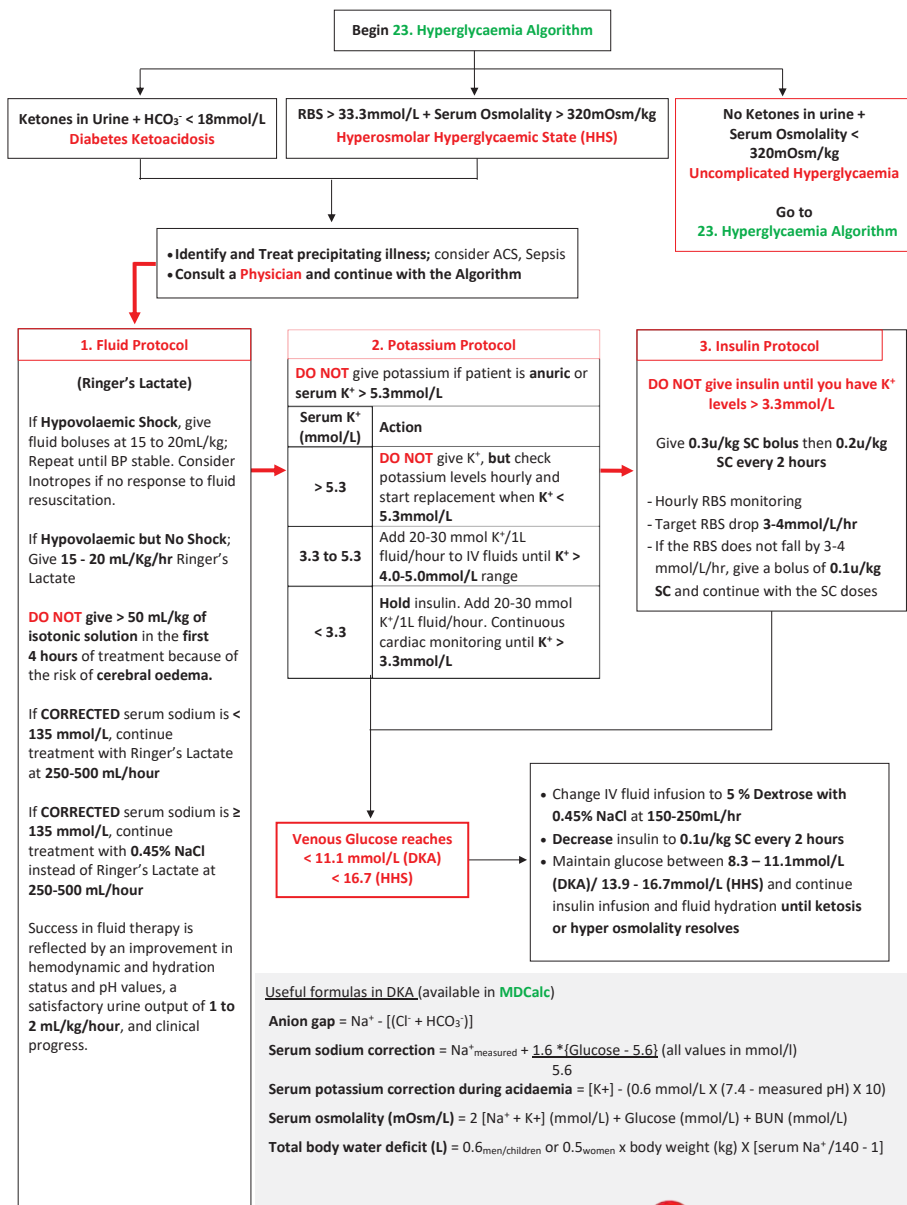 Begin 23. Hyperglycaemia Algorithm
Ketones in Urine + HCO₃⁻ < 18mmol/L
Diabetes Ketoacidosis
RBS > 33.3mmol/L + Serum Osmolality > 320mOsm/kg
Hyperosmolar Hyperglycaemic State (HHS)
No Ketones in urine +
Serum Osmolality <
320mOsm/kg
Uncomplicated Hyperglycaemia
Go to
23. Hyperglycaemia Algorithm
• Identify and Treat precipitating illness; consider ACS, Sepsis
• Consult a Physician and continue with the Algorithm
1. Fluid Protocol
(Ringer's Lactate)
If Hypovolaemic Shock, give
fluid boluses at 15 to 20mL/kg;
Repeat until BP stable. Consider
Inotropes if no response to fluid
resuscitation.
If Hypovolaemic but No Shock;
Give 15 - 20 mL/Kg/hr Ringer's
Lactate
DO NOT give > 50 mL/kg of
isotonic solution in the first
4 hours of treatment because of
the risk of cerebral oedema.
If CORRECTED serum sodium is <
135 mmol/L, continue
treatment with Ringer's Lactate
at 250-500 mL/hour
If CORRECTED serum sodium is ≥
135 mmol/L, continue
treatment with 0.45% NaCl
instead of Ringer's Lactate at
250-500 mL/hour
Success in fluid therapy is
reflected by an improvement in
hemodynamic and hydration
status and pH values, a
satisfactory urine output of 1 to
2 mL/kg/hour, and clinical
progress.
2. Potassium Protocol
DO NOT give potassium if patient is anuric or
serum K⁺ > 5.3mmol/L
Serum K⁺
(mmol/L)
Action
> 5.3
DO NOT give K⁺, but check
potassium levels hourly and
start replacement when K⁺ <
5.3mmol/L
3.3 to 5.3
Add 20-30 mmol K⁺/1L
fluid/hour to IV fluids until K⁺ >
4.0-5.0mmol/L range
< 3.3
Hold insulin. Add 20-30 mmol
K⁺/1L fluid/hour. Continuous
cardiac monitoring until K⁺ >
3.3mmol/L
3. Insulin Protocol
DO NOT give insulin until you have K⁺
levels > 3.3mmol/L
Give 0.3u/kg SC bolus then 0.2u/kg
SC every 2 hours
- Hourly RBS monitoring
- Target RBS drop 3-4mmol/L/hr
- If the RBS does not fall by 3-4
mmol/L/hr, give a bolus of 0.1u/kg
SC and continue with the SC doses
Venous Glucose reaches
< 11.1 mmol/L (DKA)
< 16.7 (HHS)
• Change IV fluid infusion to 5 % Dextrose with
0.45% NaCl at 150-250mL/hr
• Decrease insulin to 0.1u/kg SC every 2 hours
• Maintain glucose between 8.3 – 11.1mmol/L
(DKA)/ 13.9 - 16.7mmol/L (HHS) and continue
insulin infusion and fluid hydration until ketosis
or hyper osmolality resolves
Useful formulas in DKA (available in MDCalc)
Anion gap = Na⁺ - [(Cl⁻ + HCO₃⁻)]
Serum sodium correction = Na⁺measured + 1.6 *{Glucose - 5.6} (all values in mmol/l)
5.6
Serum potassium correction during acidaemia = [K+] - (0.6 mmol/L X (7.4 - measured pH) X 10)
Serum osmolality (mOsm/L) = 2 [Na⁺ + K+] (mmol/L) + Glucose (mmol/L) + BUN (mmol/L)
Total body water deficit (L) = 0.6men/children or 0.5women x body weight (kg) X [serum Na⁺/140 - 1]